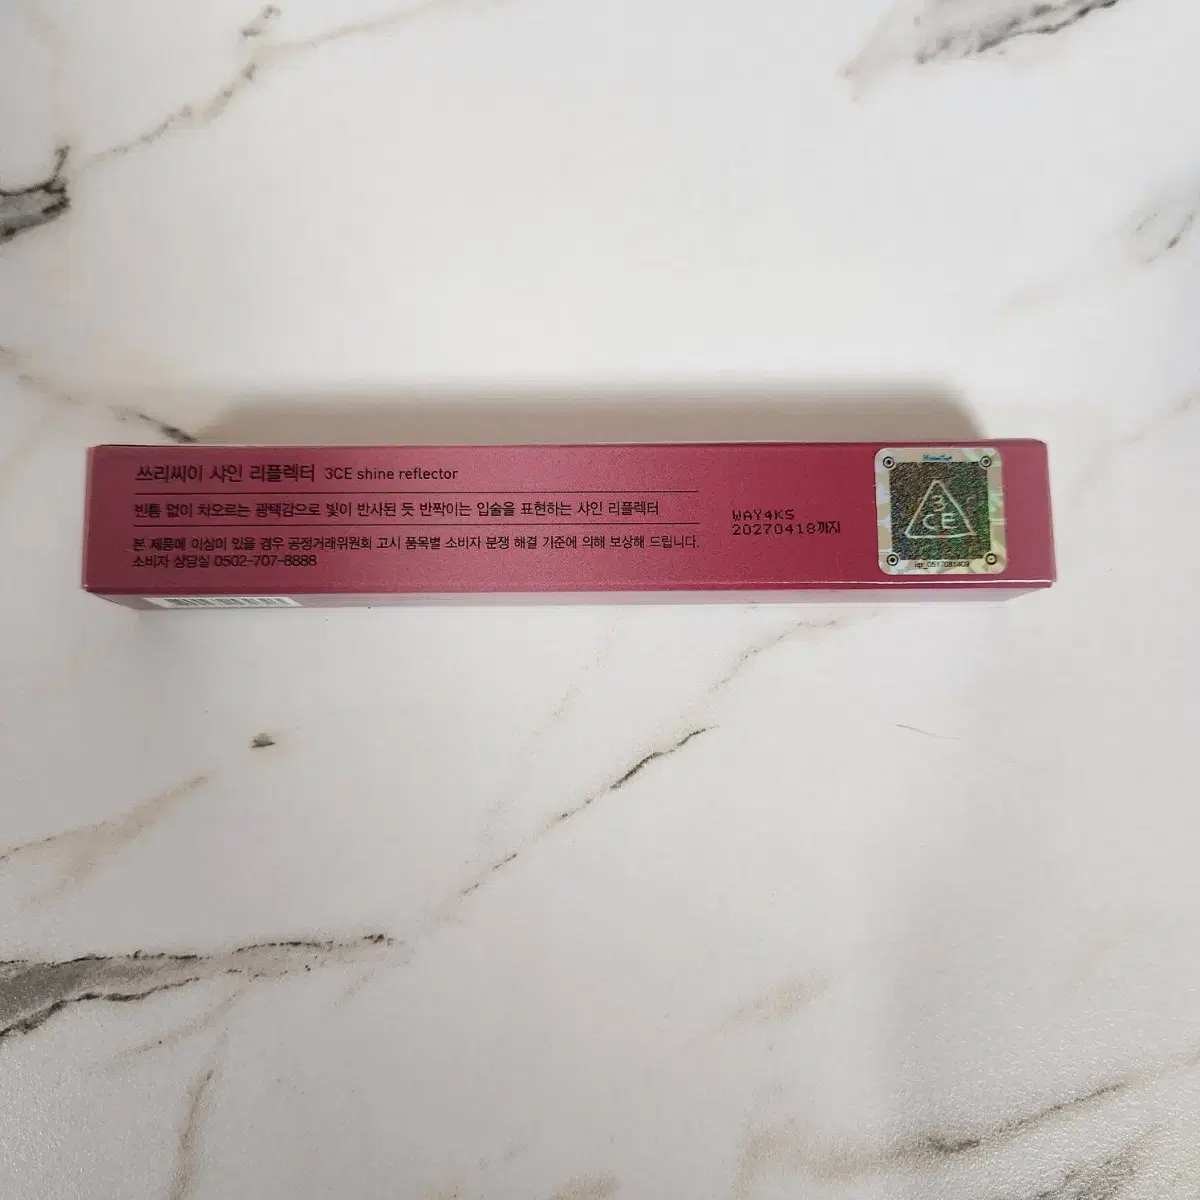 쓰리씨이 샤인 리플렉터 3CE shine reflector
빈틈 없이 차오르는 광택감으로 빛이 반사된 듯 반짝이는 입술을 표현하는 샤인 리플렉터
본 제품에 이상이 있을 경우 공정거래위원회 고시 품목별 소비자 분쟁 해결 기준에 의해 보상해 드립니다.
소비자 상담실 0502-707-8888
WAY4KS
20270418까지
3
CE
iqr_0517081409